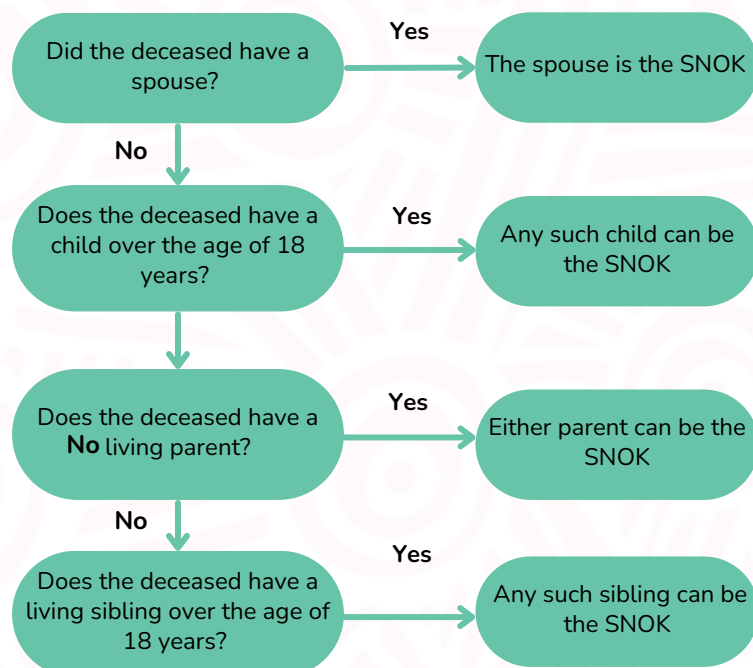 Did the deceased have a
spouse?
Yes
The spouse is the SNOK
No
Does the deceased have a
child over the age of 18
years?
Yes
Any such child can be
the SNOK
Does the deceased have a
No living parent?
Yes
Either parent can be the
SNOK
No
Does the deceased have a
living sibling over the age of
18 years?
Yes
Any such sibling can be
the SNOK